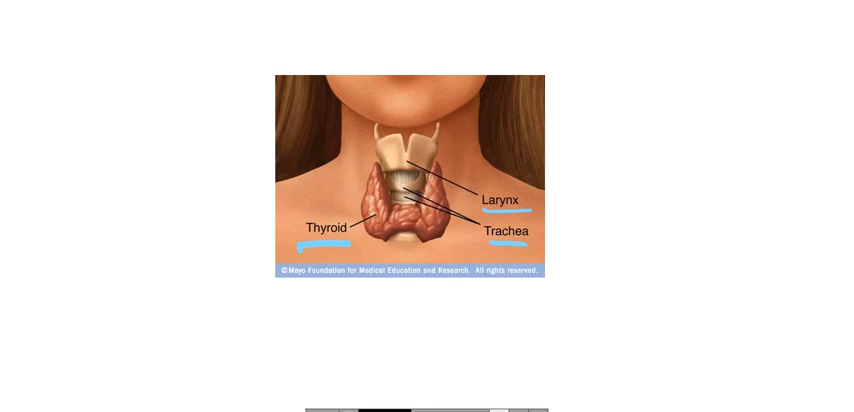 Larynx
Thyroid
Trachea
©Mayo Foundation for Medical Education and Research. All rights reserved.